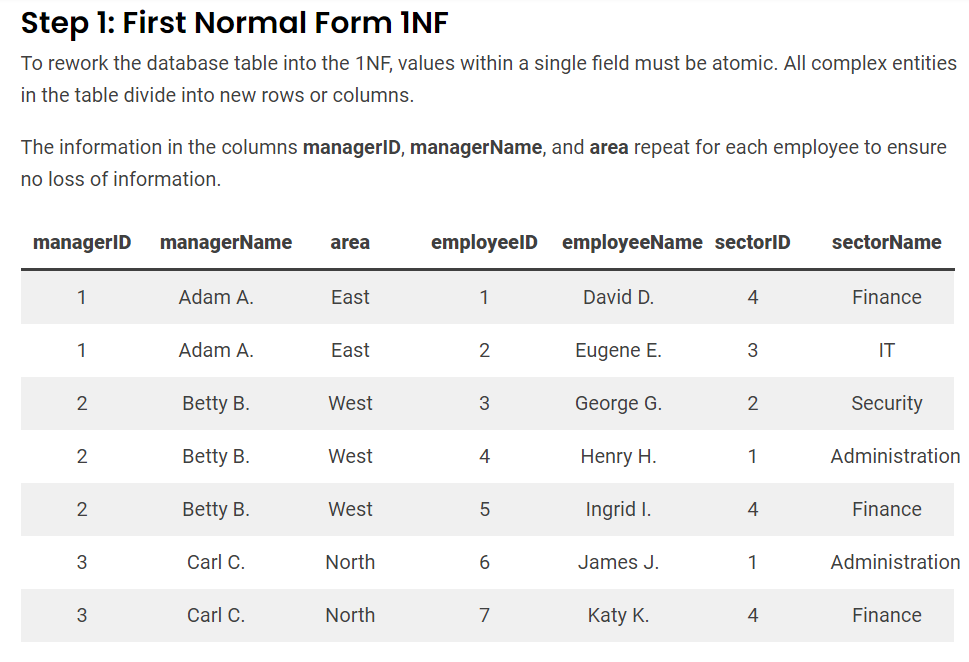 Step 1: First Normal Form 1NF
To rework the database table into the 1NF, values within a single field must be atomic. All complex entities
in the table divide into new rows or columns.
The information in the columns managerID, managerName, and area repeat for each employee to ensure
no loss of information.
managerID managerName area employeeID employeeName sectorID sectorName
1 Adam A. East 1 David D. 4 Finance
1 Adam A. East 2 Eugene E. 3 IT
2 Betty B. West 3 George G. 2 Security
2 Betty B. West 4 Henry H. 1 Administration
2 Betty B. West 5 Ingrid I. 4 Finance
3 Carl C. North 6 James J. 1 Administration
3 Carl C. North 7 Katy K. 4 Finance